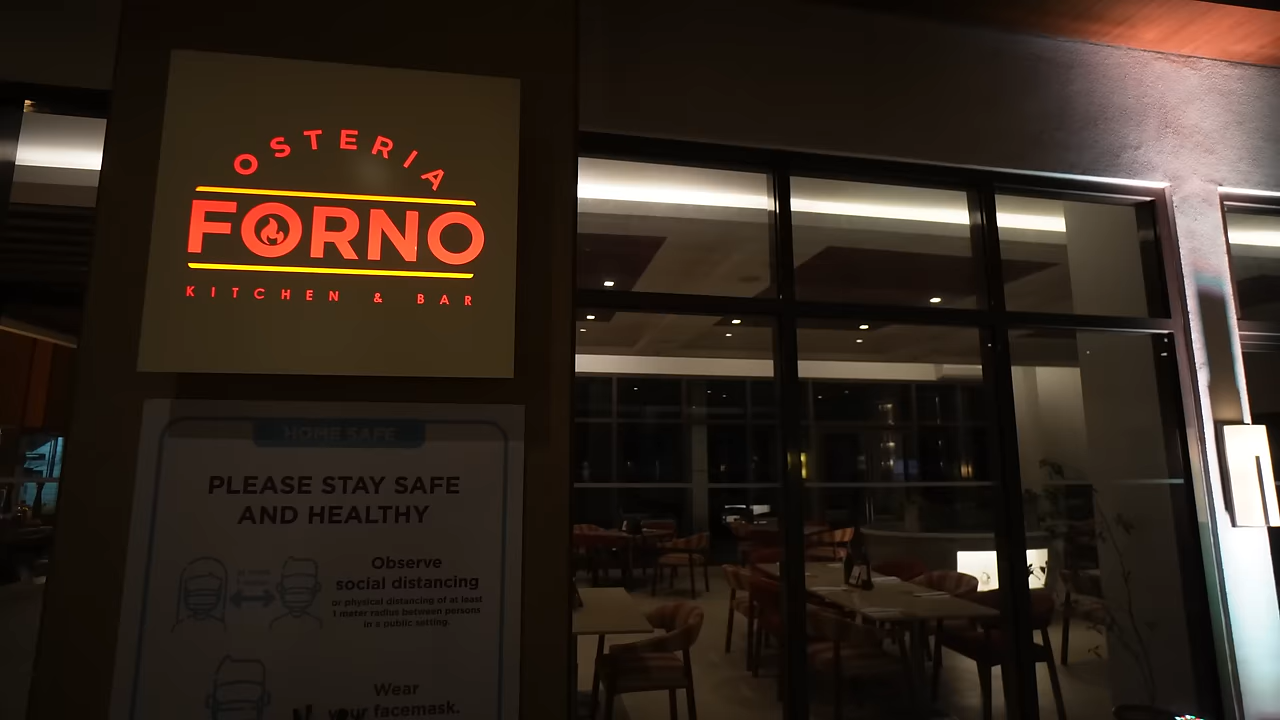 OSTERIA
FORNO
KITCHEN & BAR
HOME SAFE
PLEASE STAY SAFE
AND HEALTHY
Observe
social distancing
or physical distancing of at least
1 meter radius between persons
in a public setting.
Wear
your facemask.